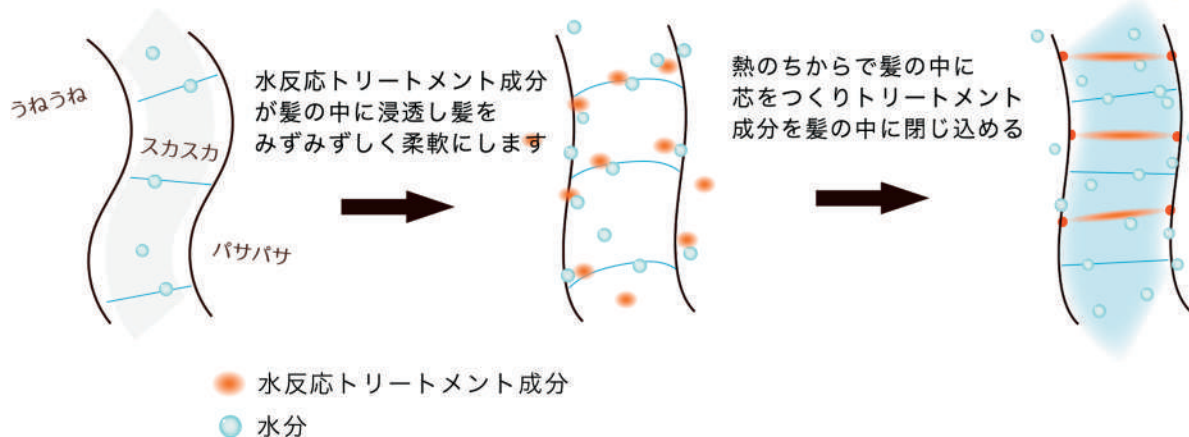 うねうね
スカスカ
パサパサ
水反応トリートメント成分
が髪の中に浸透し髪を
みずみずしく柔軟にします
熱のちからで髪の中に
芯をつくりトリートメント
成分を髪の中に閉じ込める
水反応トリートメント成分
水分